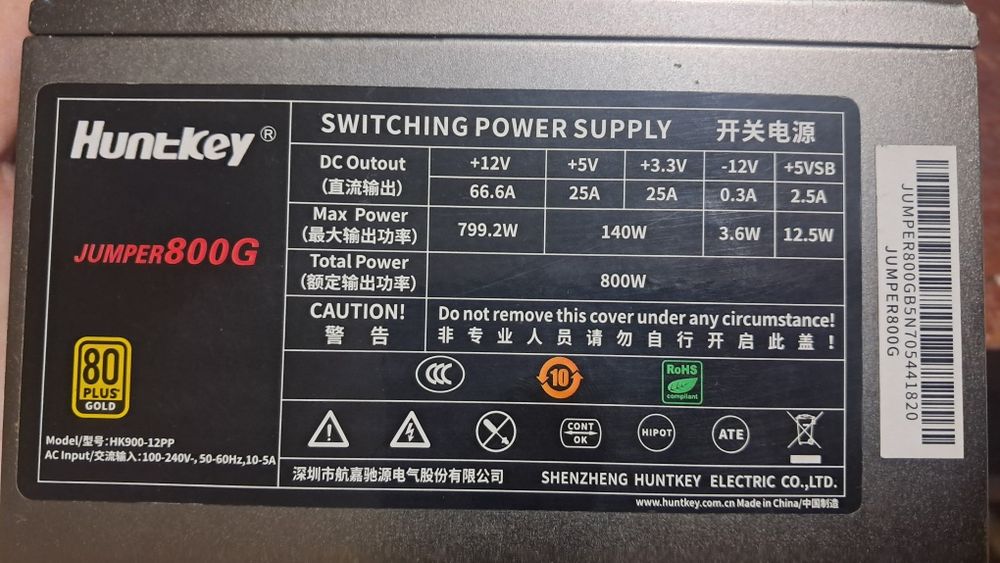 Huntkey®
JUMPER800G
80
PLUS®
GOLD
Model/型号:HK900-12PP
AC Input/交流输入:100-240V~,50-60Hz,10-5A
SWITCHING POWER SUPPLY 开关电源
DC Outout +12V +5V +3.3V -12V +5VSB
(直流输出) 66.6A 25A 25A 0.3A 2.5A
Max Power
(最大输出功率) 799.2W 140W 3.6W 12.5W
Total Power
(额定输出功率) 800W
CAUTION! Do not remove this cover under any circumstance!
警告 非专业人员请勿自行开启此盖!
CCC 10 RoHS
compliant
CONT
OK HIPOT ATE
深圳市航嘉驰源电气股份有限公司 SHENZHENG HUNTKEY ELECTRIC CO.,LTD.
www.huntkey.com.cn Made in China/中国制造
JUMPER800GB5N705441820
JUMPER800G